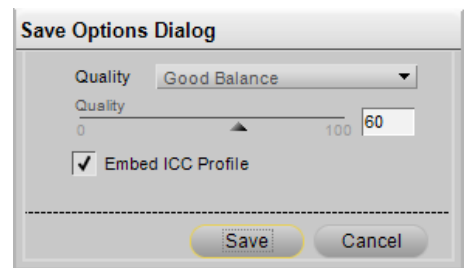 Save Options Dialog
Quality Good Balance
Quality
0 100 60
Embed ICC Profile
Save Cancel